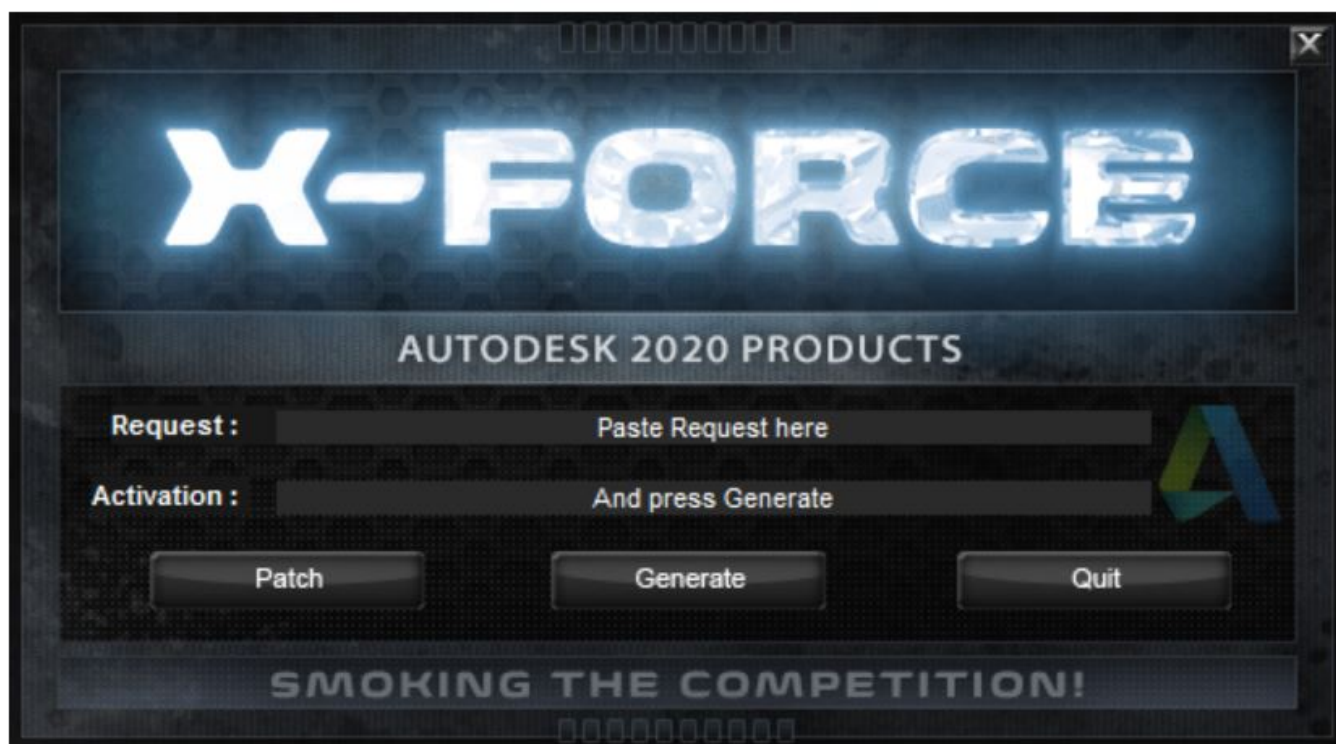 X-FORCE
AUTODESK 2020 PRODUCTS
Request : Paste Request here
Activation : And press Generate
Patch Generate Quit
SMOKING THE COMPETITION!